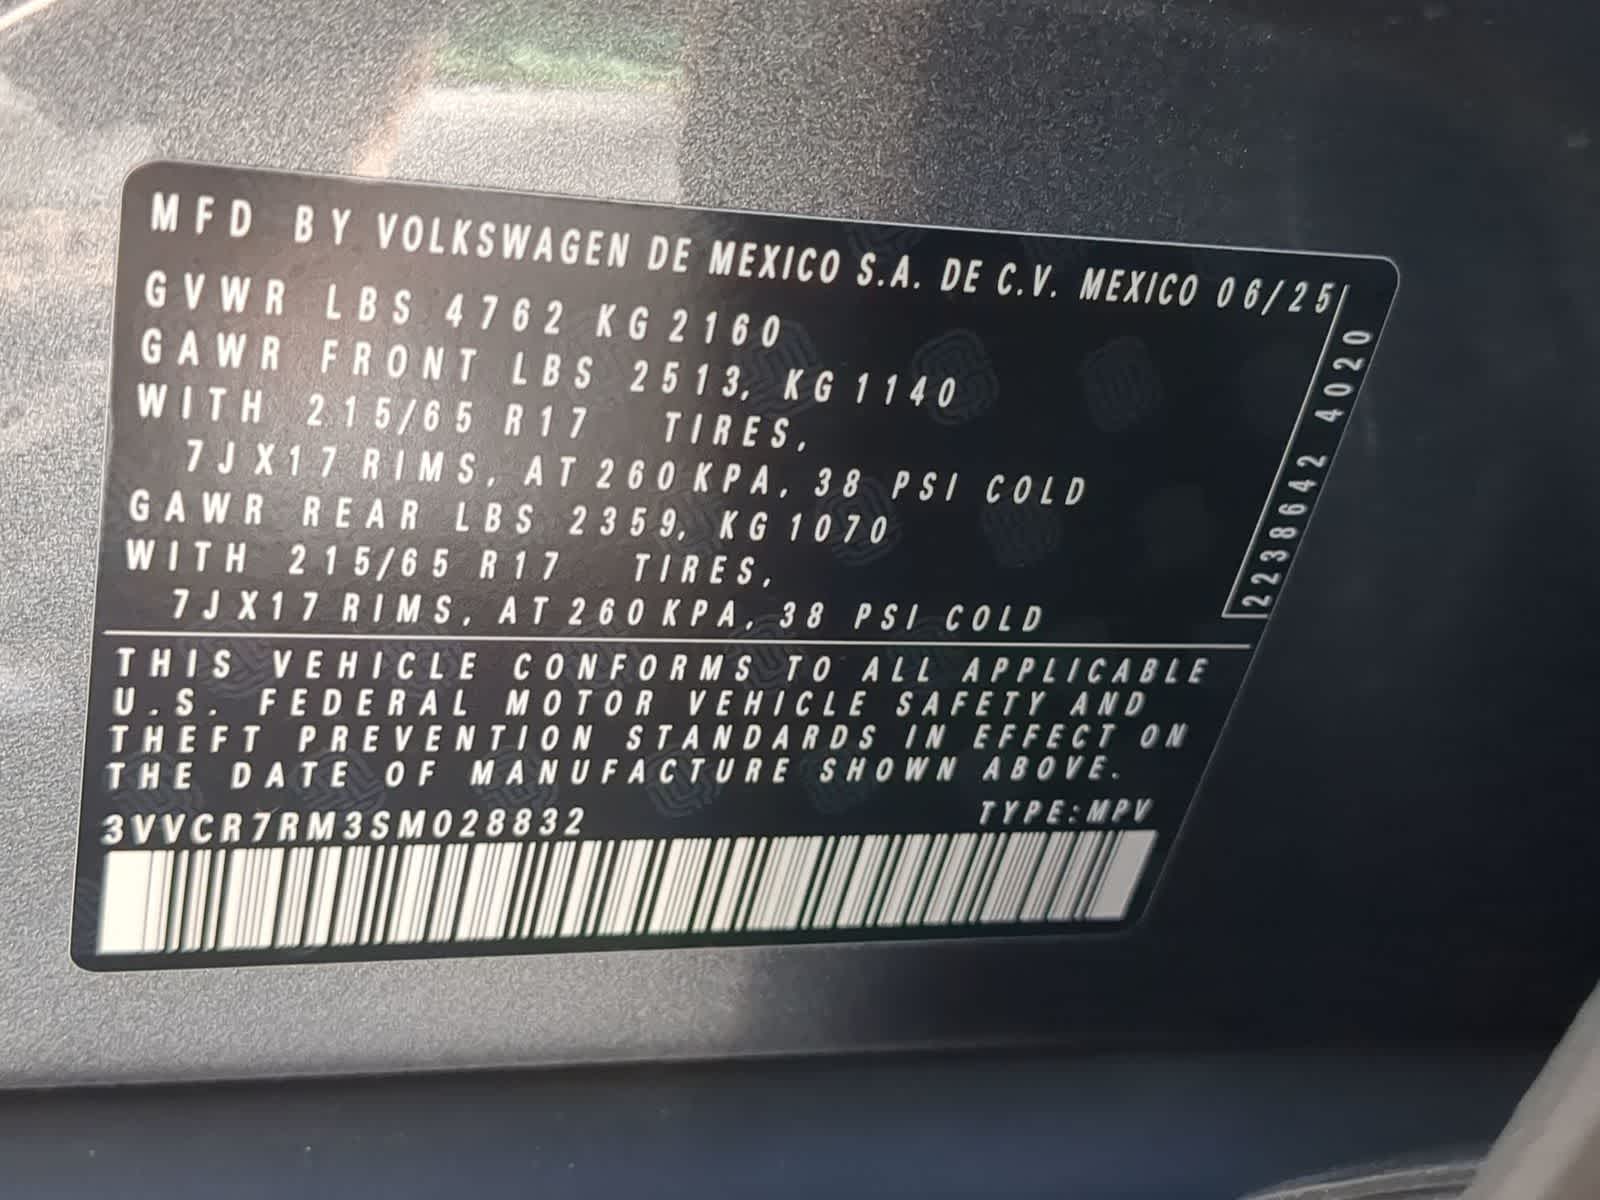 MFD BY VOLKSWAGEN DE MEXICO S.A. DE C.V. MEXICO 06/25
GVWR LBS 4762 KG 2160
GAWR FRONT LBS 2513, KG 1140
WITH 215/65 R17 TIRES,
7J X17 RIMS, AT 260 KPA, 38 PSI COLD
GAWR REAR LBS 2359, KG 1070
WITH 215/65 R17 TIRES,
7J X17 RIMS, AT 260 KPA, 38 PSI COLD
2238642 4020
THIS VEHICLE CONFORMS TO ALL APPLICABLE
U.S. FEDERAL MOTOR VEHICLE SAFETY AND
THEFT PREVENTION STANDARDS IN EFFECT ON
THE DATE OF MANUFACTURE SHOWN ABOVE.
3VVCR7RM3SM028832 TYPE:MPV